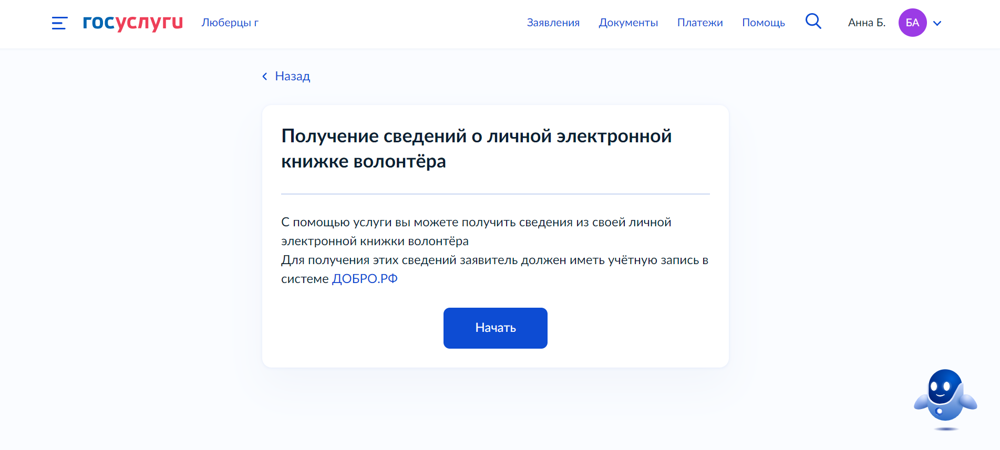 госуслуги Люберцы г Заявления Документы Платежи Помощь Анна Б. БА
Назад
Получение сведений о личной электронной
книжке волонтёра
С помощью услуги вы можете получить сведения из своей личной
электронной книжки волонтёра
Для получения этих сведений заявитель должен иметь учётную запись в
системе ДОБРО.РФ
Начать